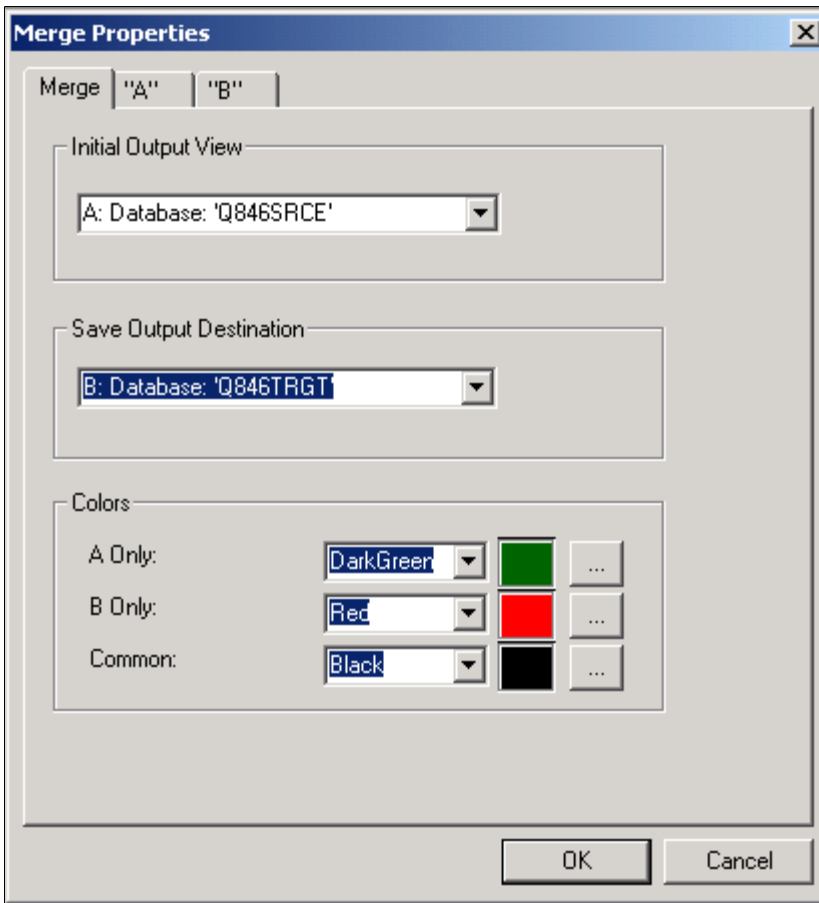 Merge Properties
Merge "A" "B"
Initial Output View
A: Database: 'Q846SRCE'
Save Output Destination
B: Database: 'Q846TRGT'
Colors
A Only: DarkGreen ...
B Only: Red ...
Common: Black ...
OK Cancel